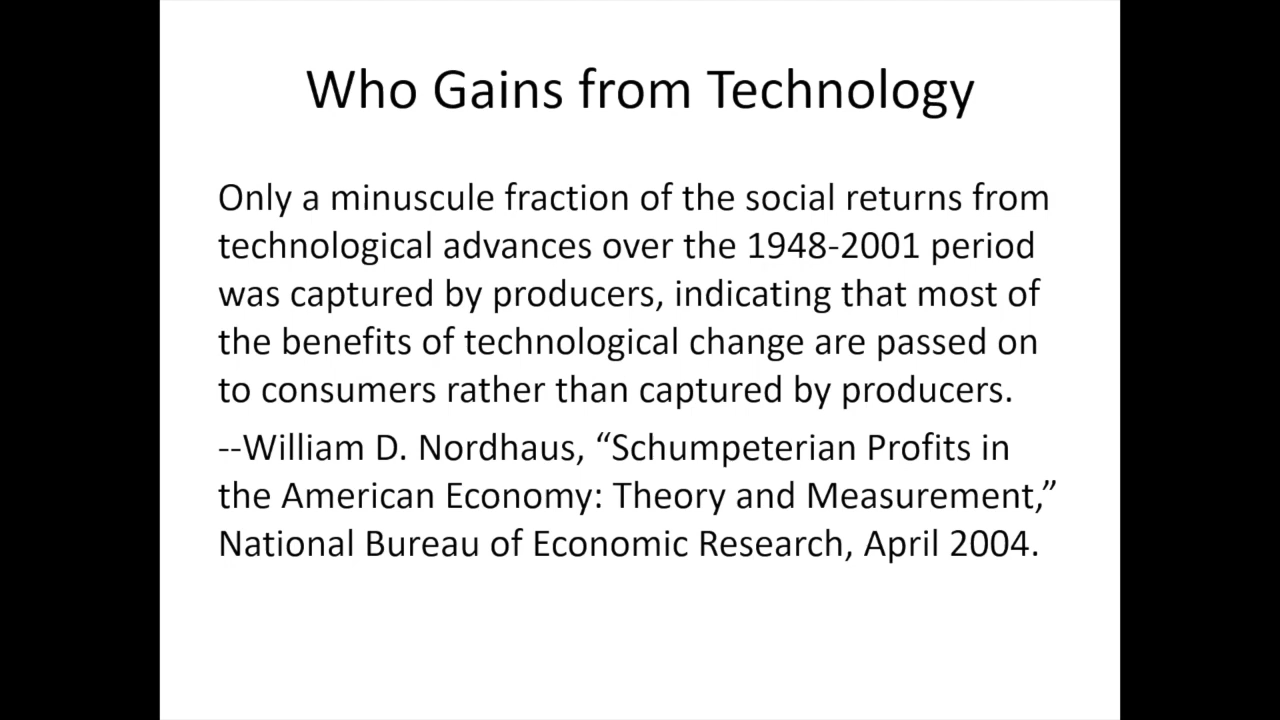 Who Gains from Technology
Only a minuscule fraction of the social returns from
technological advances over the 1948-2001 period
was captured by producers, indicating that most of
the benefits of technological change are passed on
to consumers rather than captured by producers.
--William D. Nordhaus, “Schumpeterian Profits in
the American Economy: Theory and Measurement,”
National Bureau of Economic Research, April 2004.